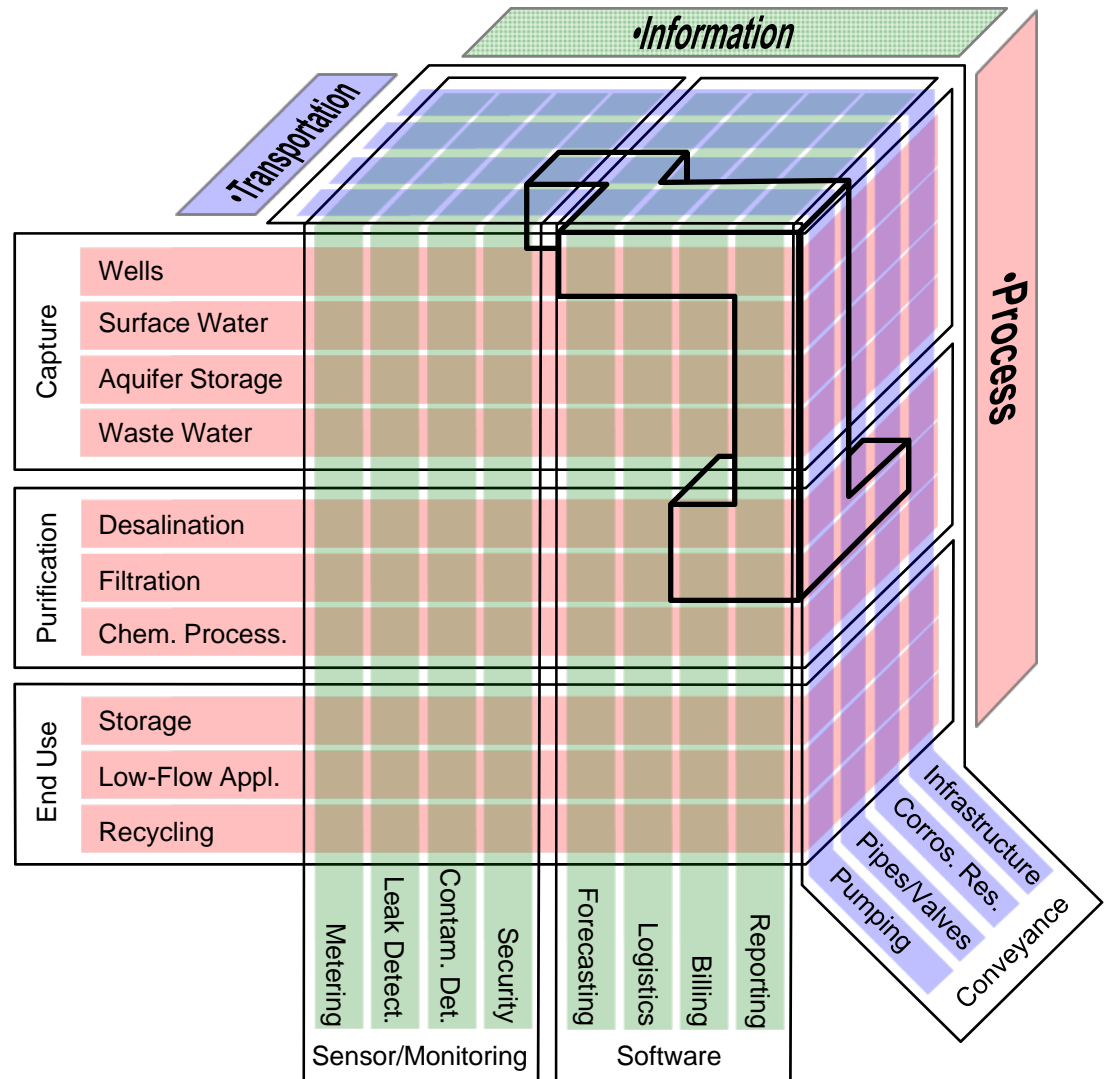 •Information
•Transportation
•Process
Capture
Wells
Surface Water
Aquifer Storage
Waste Water
Purification
Desalination
Filtration
Chem. Process.
End Use
Storage
Low-Flow Appl.
Recycling
Metering
Leak Detect.
Contam. Det.
Security
Forecasting
Logistics
Billing
Reporting
Pumping
Pipes/Valves
Corros. Res.
Infrastructure
Conveyance
Sensor/Monitoring
Software